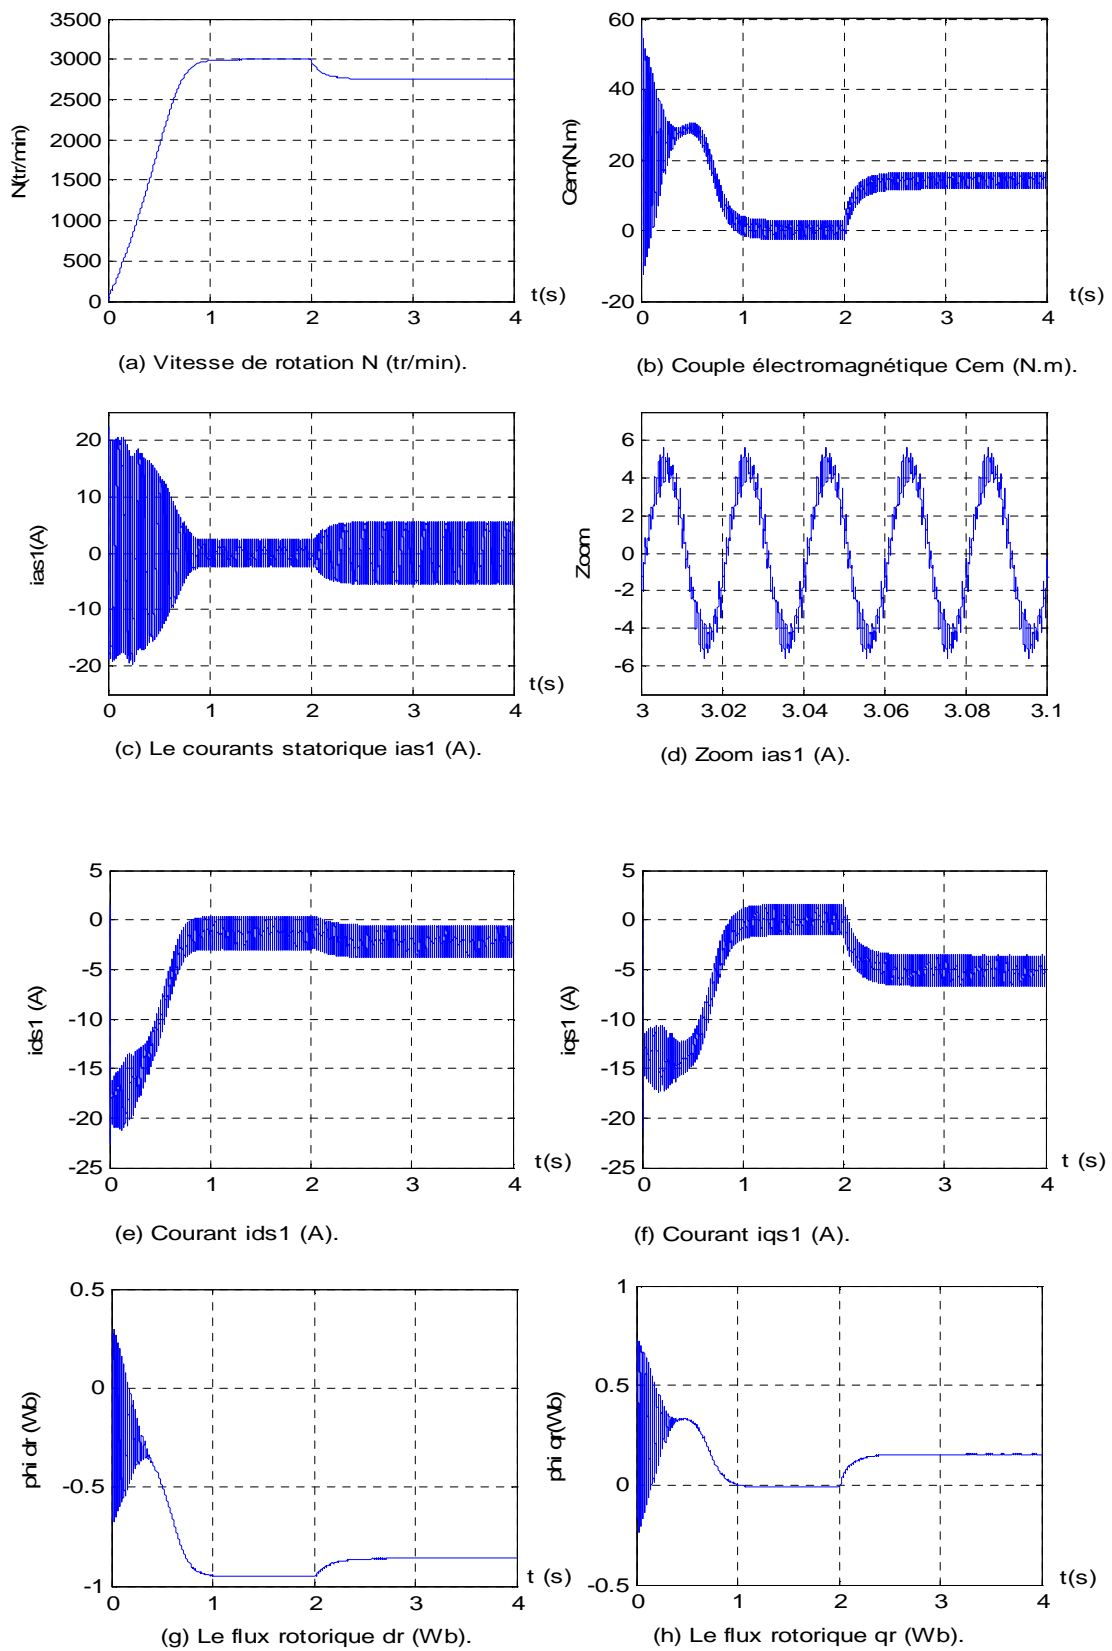 3500
3000
2500
2000
1500
1000
500
0
N(tr/min)
0 1 2 3 4
t(s)
(a) Vitesse de rotation N (tr/min).
60
40
20
0
-20
Cem(N.m)
0 1 2 3 4
t(s)
(b) Couple électromagnétique Cem (N.m).
20
10
0
-10
-20
ias1(A)
0 1 2 3 4
t(s)
(c) Le courants statorique ias1 (A).
6
4
2
0
-2
-4
-6
Zoom
3 3.02 3.04 3.06 3.08 3.1
(d) Zoom ias1 (A).
5
0
-5
-10
-15
-20
-25
ids1 (A)
0 1 2 3 4
t(s)
(e) Courant ids1 (A).
5
0
-5
-10
-15
-20
-25
iqs1 (A)
0 1 2 3 4
t (s)
(f) Courant iqs1 (A).
0.5
0
-0.5
-1
phi dr (Wb)
0 1 2 3 4
t (s)
(g) Le flux rotorique dr (Wb).
1
0.5
0
-0.5
phi qr(Wb)
0 1 2 3 4
t(s)
(h) Le flux rotorique qr (Wb).